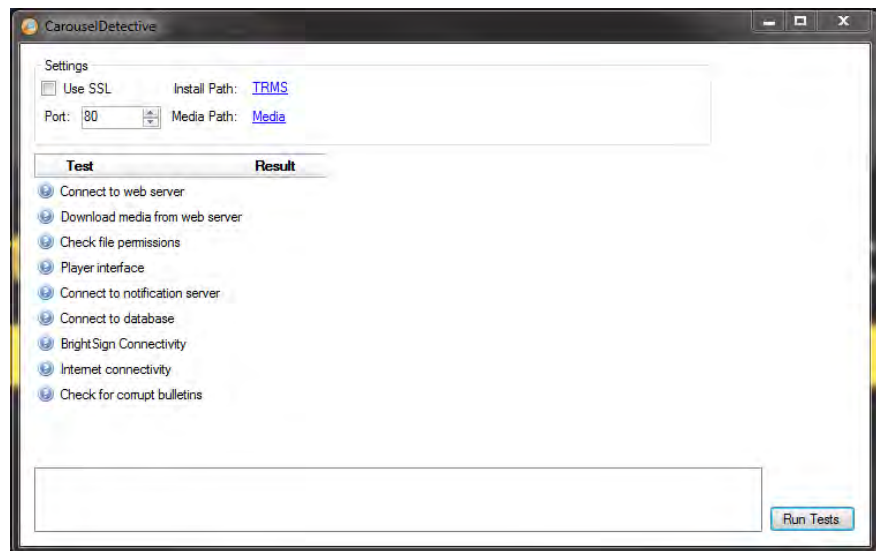 CarouselDetective
Settings
Use SSL Install Path: TRMS
Port: 80 Media Path: Media
Test Result
Connect to web server
Download media from web server
Check file permissions
Player interface
Connect to notification server
Connect to database
BrightSign Connectivity
Internet connectivity
Check for corrupt bulletins
Run Tests